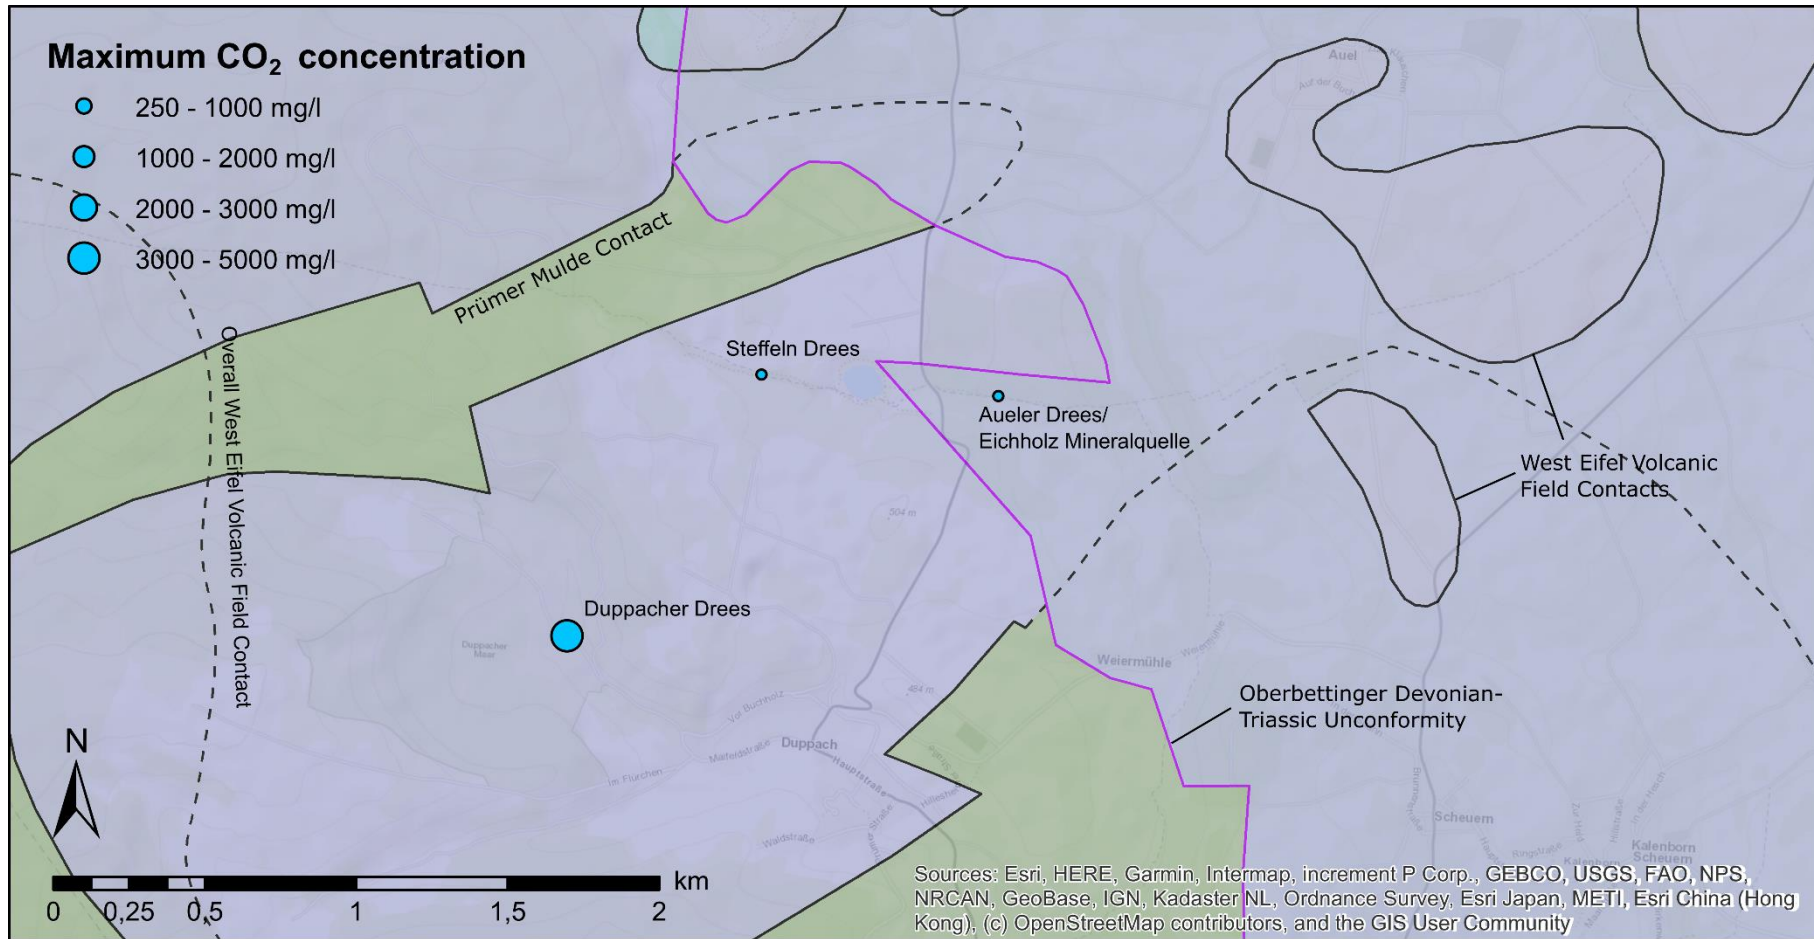 Maximum CO₂ concentration
250 - 1000 mg/l
1000 - 2000 mg/l
2000 - 3000 mg/l
3000 - 5000 mg/l
Auel
Auf der Buch
Prümer Mulde Contact
Overall West Eifel Volcanic Field Contact
Steffeln Drees
Aueler Drees/
Eichholz Mineralquelle
West Eifel Volcanic
Field Contacts
504 m
Duppacher Drees
Duppacher
Maar
Weiermühle
484 m
Oberbettinger Devonian-
Triassic Unconformity
Vor Buchholz
Duppach
Maifeldstraße
Im Flürchen
Hauptstraße
Waldstraße
Scheuern
Ringstraße
Kalenborn
Scheuern
N
km
0 0,25 0,5 1 1,5 2
Sources: Esri, HERE, Garmin, Intermap, increment P Corp., GEBCO, USGS, FAO, NPS,
NRCAN, GeoBase, IGN, Kadaster NL, Ordnance Survey, Esri Japan, METI, Esri China (Hong
Kong), (c) OpenStreetMap contributors, and the GIS User Community